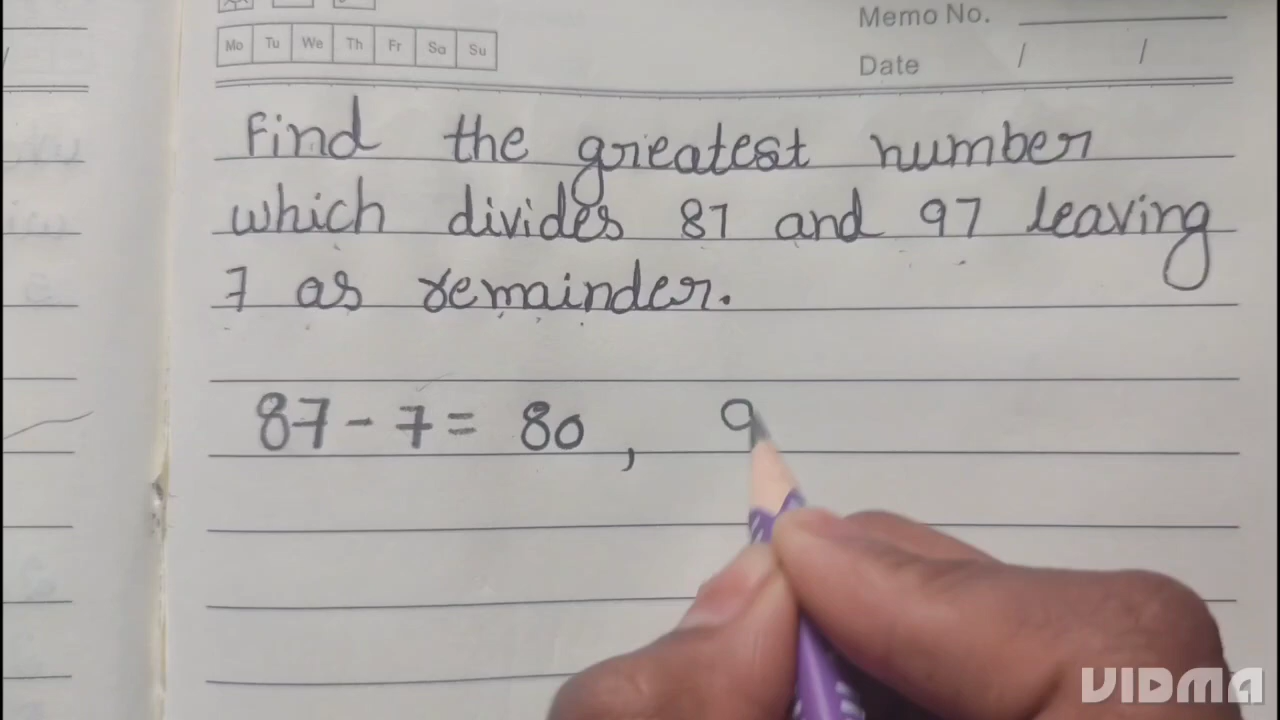 Memo No.
Mo Tu We Th Fr Sa Su
Date / /
Find the greatest number
which divides 87 and 97 leaving
7 as remainder.
87 - 7 = 80 , 9
VIDMA